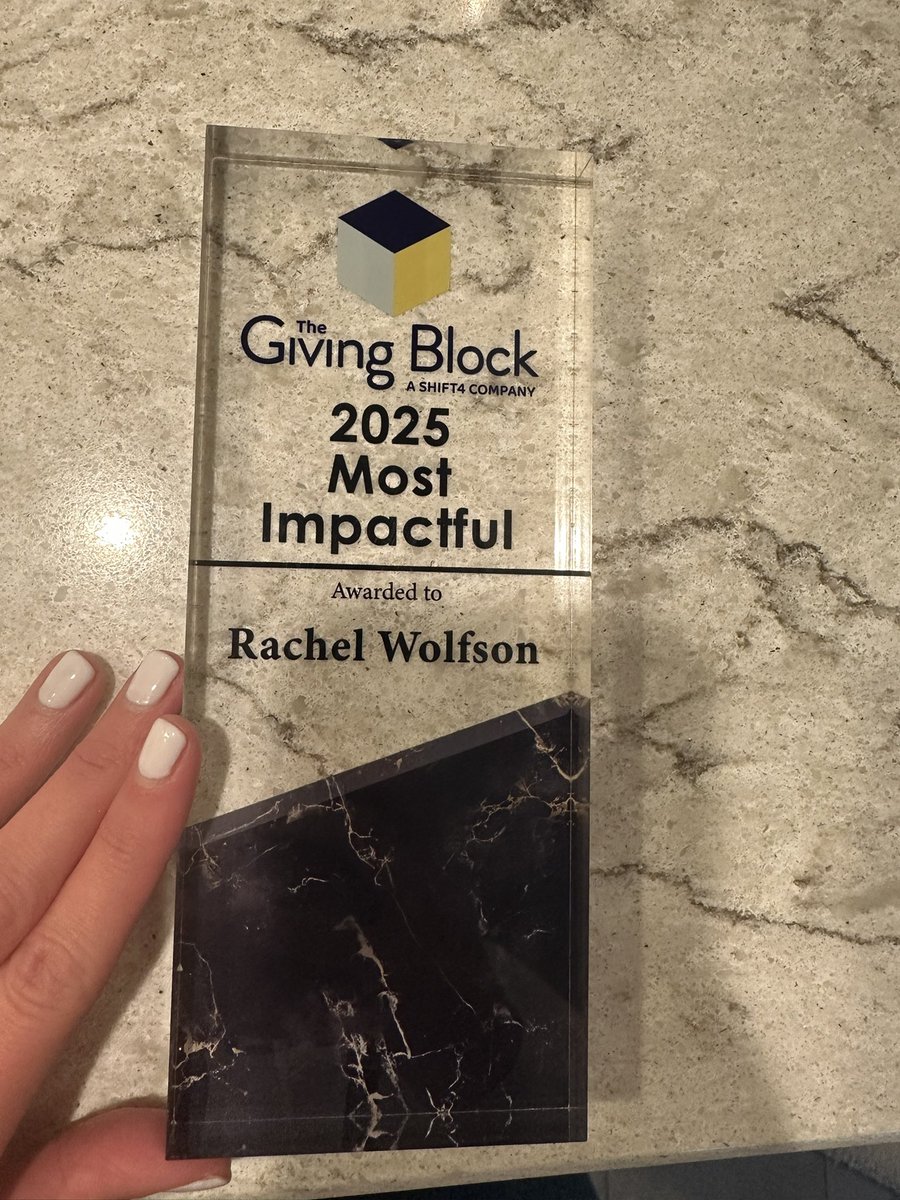 The
Giving Block
A SHIFT4 COMPANY
2025
Most
Impactful
Awarded to
Rachel Wolfson